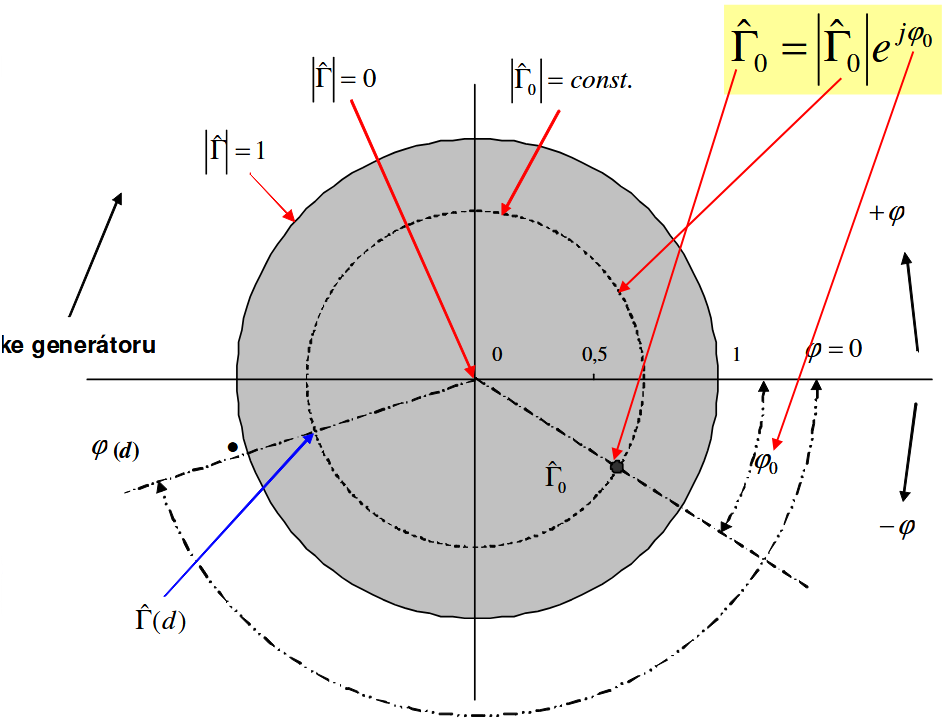 Γ̂₀ = |Γ̂₀| e^{jφ₀}
|Γ̂| = 0
|Γ̂₀| = const.
|Γ̂| = 1
+φ
ke generátoru
0
0,5
1
φ = 0
φ (d)
φ₀
Γ̂₀
−φ
Γ̂(d)